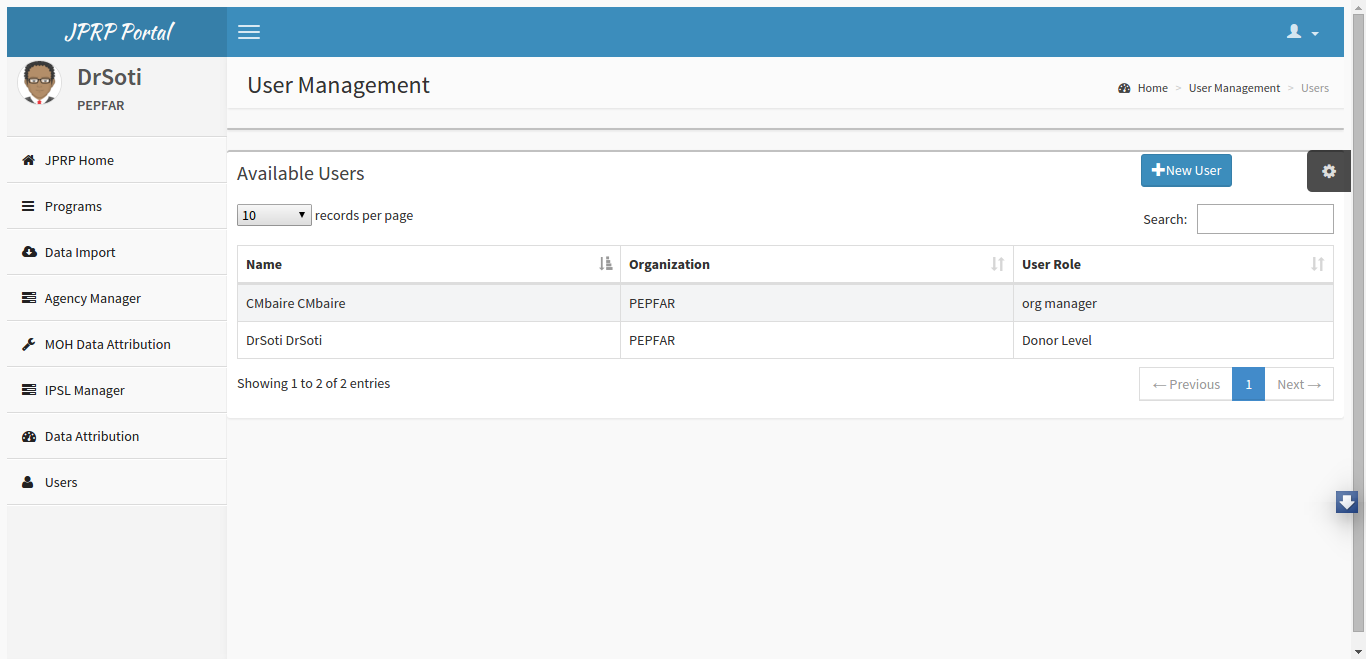 JPRP Portal
DrSoti
PEPFAR
JPRP Home
Programs
Data Import
Agency Manager
MOH Data Attribution
IPSL Manager
Data Attribution
Users
User Management
Home > User Management > Users
Available Users
New User
10 records per page
Search:
Name Organization User Role
CMbaire CMbaire PEPFAR org manager
DrSoti DrSoti PEPFAR Donor Level
Showing 1 to 2 of 2 entries
← Previous 1 Next →